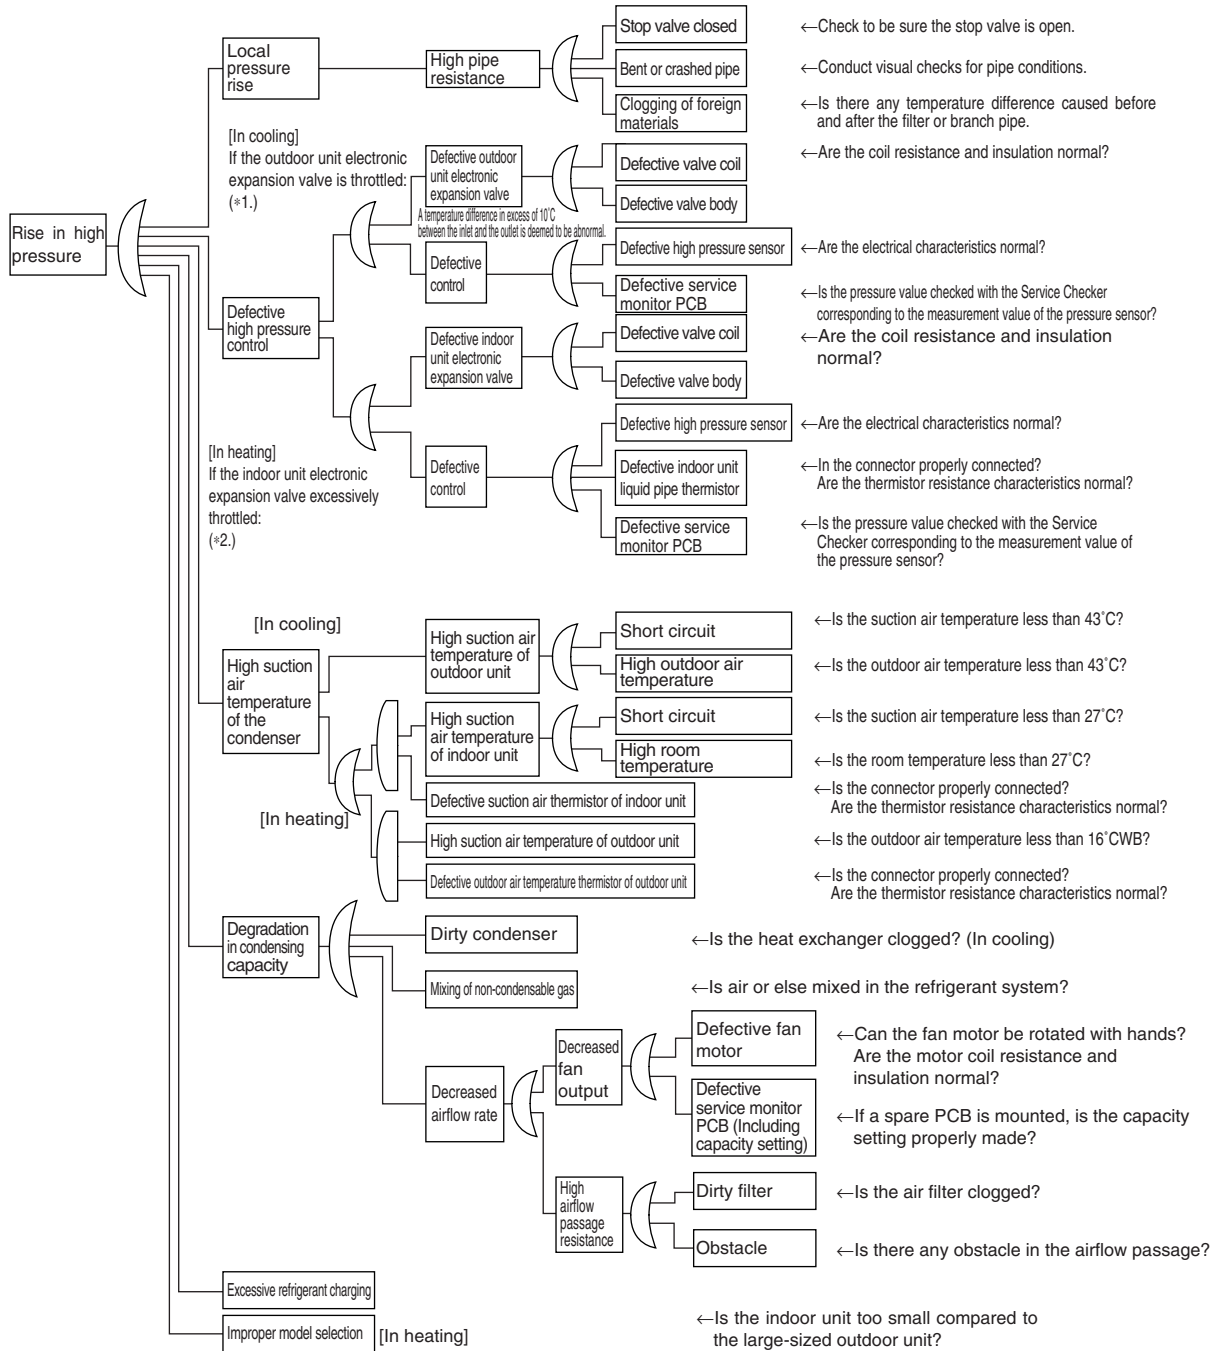 Rise in high
pressure
Local
pressure
rise
High pipe
resistance
Stop valve closed
←Check to be sure the stop valve is open.
Bent or crashed pipe
←Conduct visual checks for pipe conditions.
Clogging of foreign
materials
←Is there any temperature difference caused before
and after the filter or branch pipe.
[In cooling]
If the outdoor unit electronic
expansion valve is throttled:
(∗1.)
Defective
high pressure
control
Defective outdoor
unit electronic
expansion valve
A temperature difference in excess of 10˚C
between the inlet and the outlet is deemed to be abnormal.
Defective valve coil
←Are the coil resistance and insulation normal?
Defective valve body
Defective
control
Defective high pressure sensor
←Are the electrical characteristics normal?
Defective service
monitor PCB
←Is the pressure value checked with the Service Checker
corresponding to the measurement value of the pressure sensor?
Defective indoor
unit electronic
expansion valve
Defective valve coil
←Are the coil resistance and insulation
normal?
Defective valve body
[In heating]
If the indoor unit electronic
expansion valve excessively
throttled:
(∗2.)
Defective
control
Defective high pressure sensor
←Are the electrical characteristics normal?
Defective indoor unit
liquid pipe thermistor
←In the connector properly connected?
Are the thermistor resistance characteristics normal?
Defective service
monitor PCB
←Is the pressure value checked with the Service
Checker corresponding to the measurement value of
the pressure sensor?
[In cooling]
High suction
air
temperature
of the
condenser
High suction air
temperature of
outdoor unit
Short circuit
←Is the suction air temperature less than 43˚C?
High outdoor air
temperature
←Is the outdoor air temperature less than 43˚C?
[In heating]
High suction
air temperature
of indoor unit
Short circuit
←Is the suction air temperature less than 27˚C?
High room
temperature
←Is the room temperature less than 27˚C?
Defective suction air thermistor of indoor unit
←Is the connector properly connected?
Are the thermistor resistance characteristics normal?
High suction air temperature of outdoor unit
←Is the outdoor air temperature less than 16˚CWB?
Defective outdoor air temperature thermistor of outdoor unit
←Is the connector properly connected?
Are the thermistor resistance characteristics normal?
Degradation
in condensing
capacity
Dirty condenser
←Is the heat exchanger clogged? (In cooling)
Mixing of non-condensable gas
←Is air or else mixed in the refrigerant system?
Decreased
airflow rate
Decreased
fan
output
Defective fan
motor
←Can the fan motor be rotated with hands?
Are the motor coil resistance and
insulation normal?
Defective
service monitor
PCB (Including
capacity setting)
←If a spare PCB is mounted, is the capacity
setting properly made?
High
airflow
passage
resistance
Dirty filter
←Is the air filter clogged?
Obstacle
←Is there any obstacle in the airflow passage?
Excessive refrigerant charging
Improper model selection
[In heating]
←Is the indoor unit too small compared to
the large-sized outdoor unit?